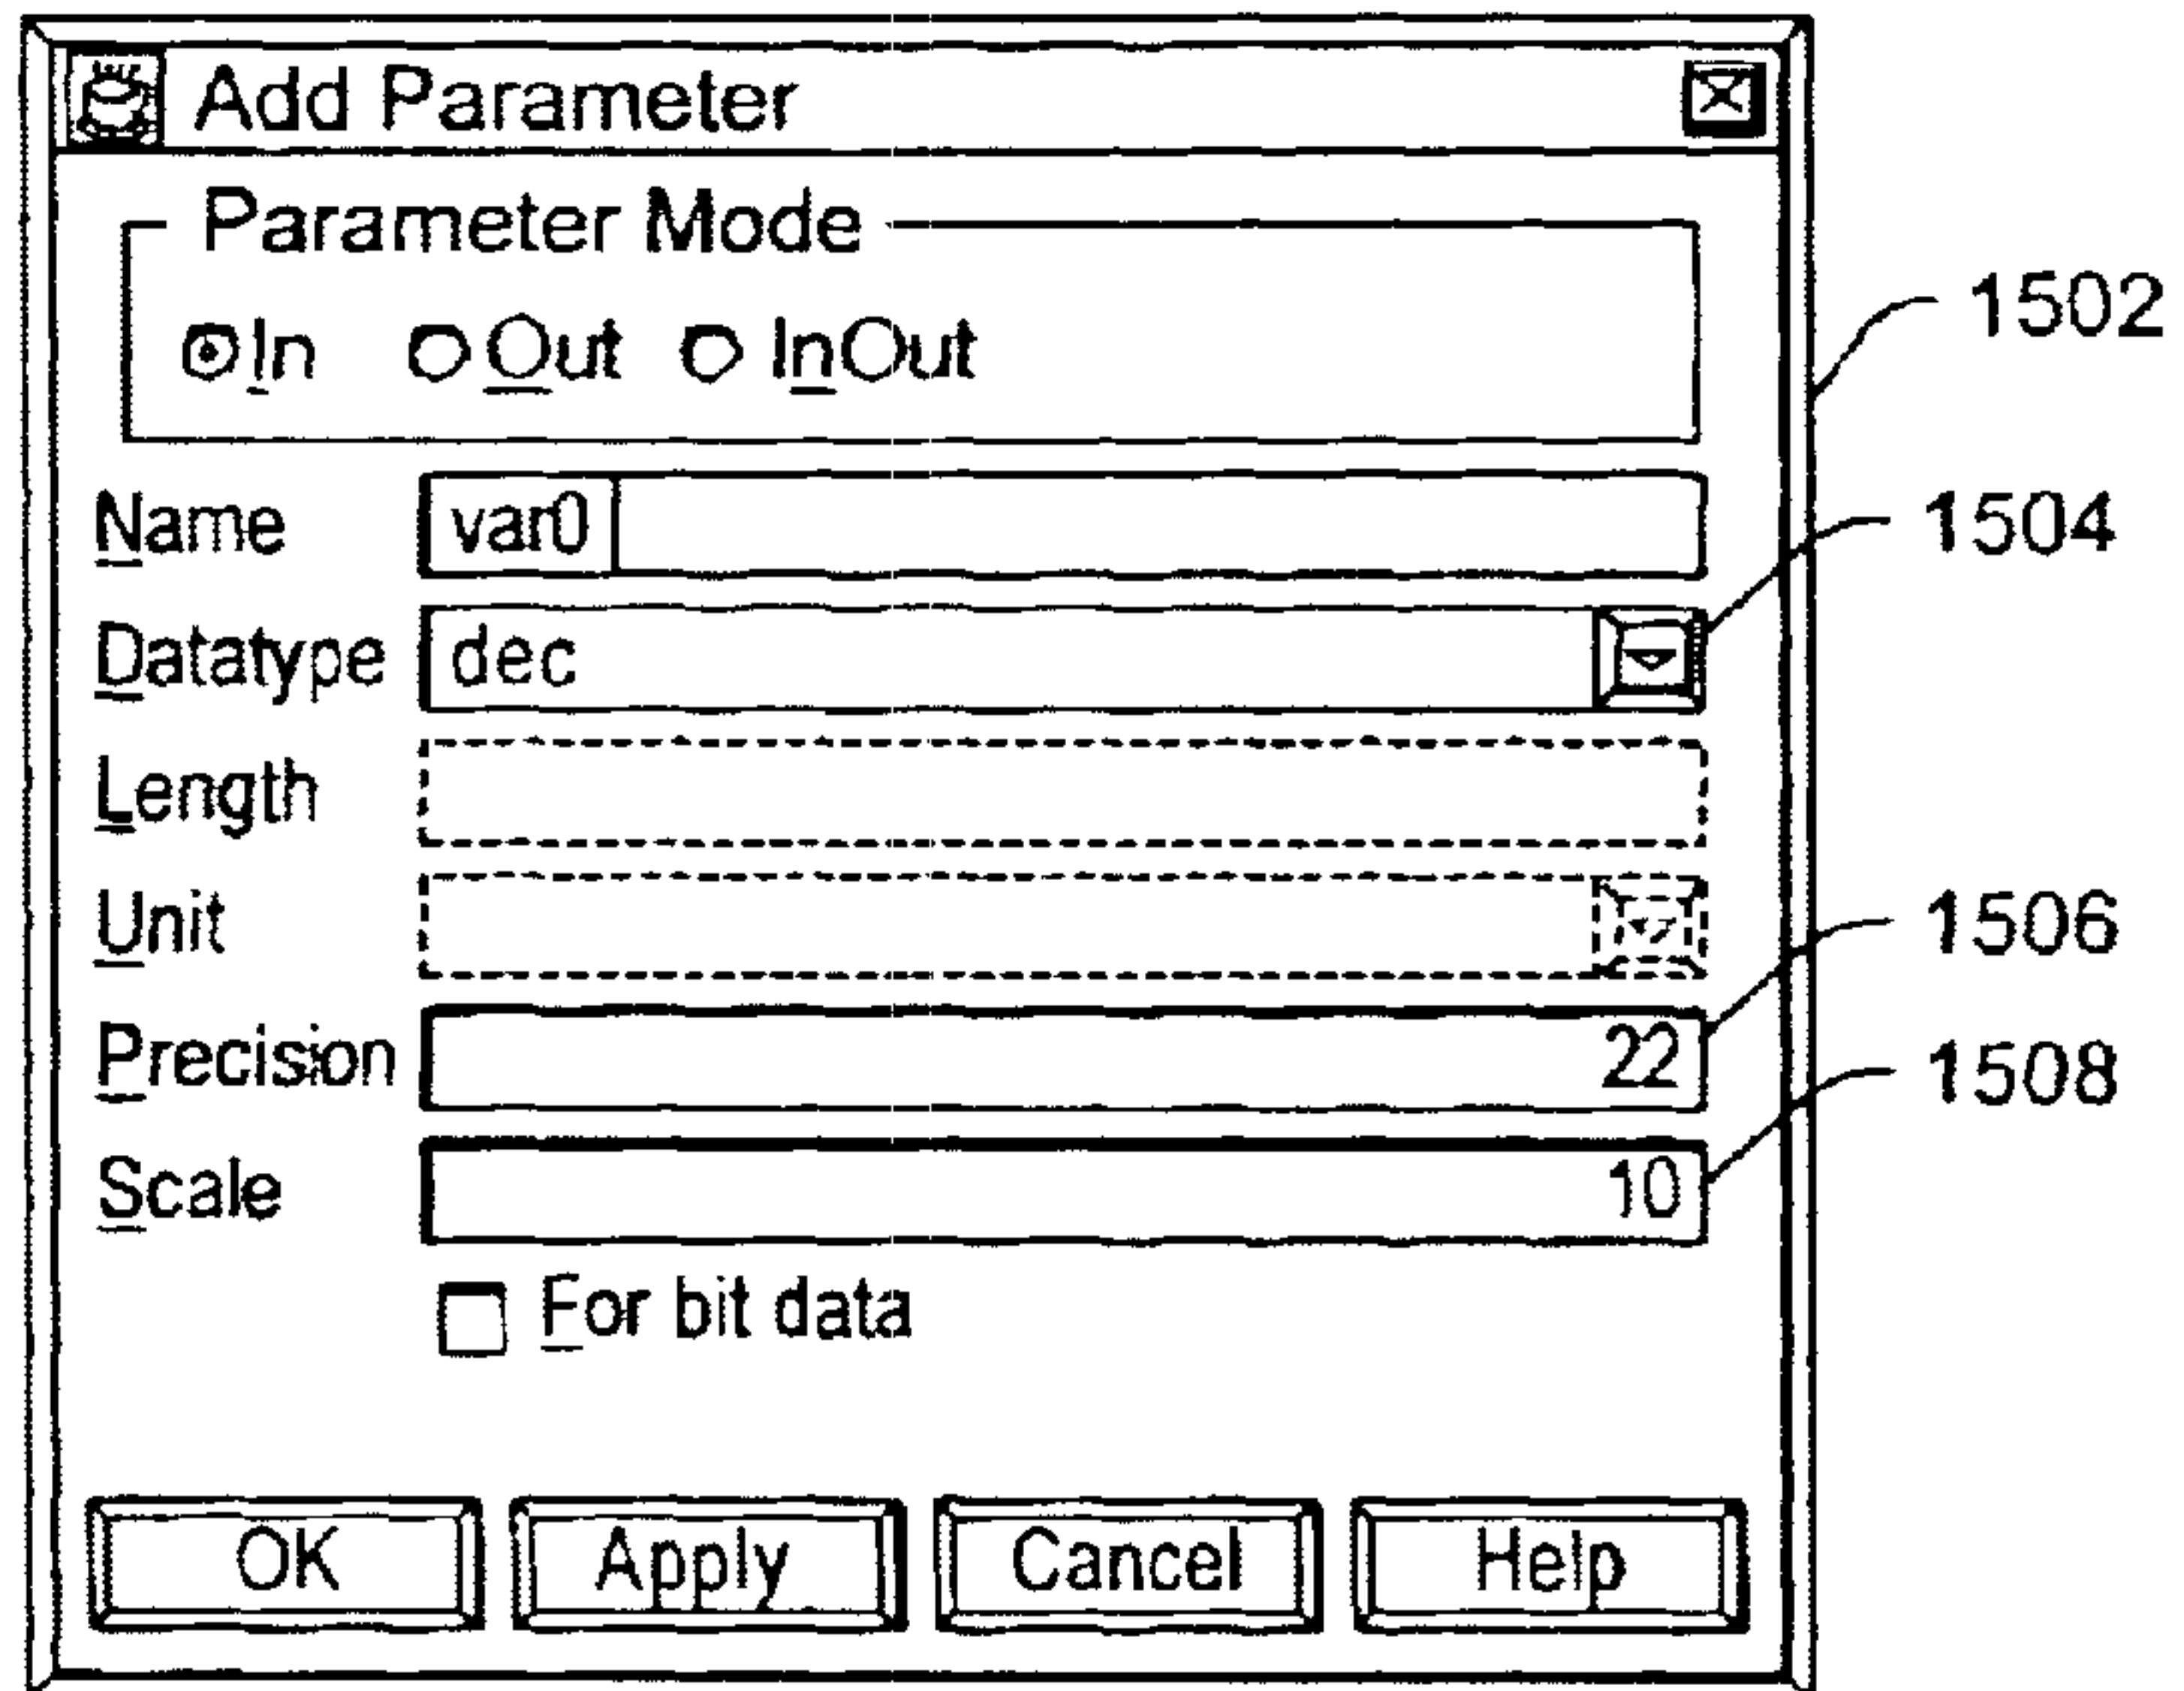 Add Parameter
Parameter Mode
In Out InOut
1502
Name var0
1504
Datatype dec
Length
Unit
1506
Precision 22
1508
Scale 10
For bit data
OK Apply Cancel Help